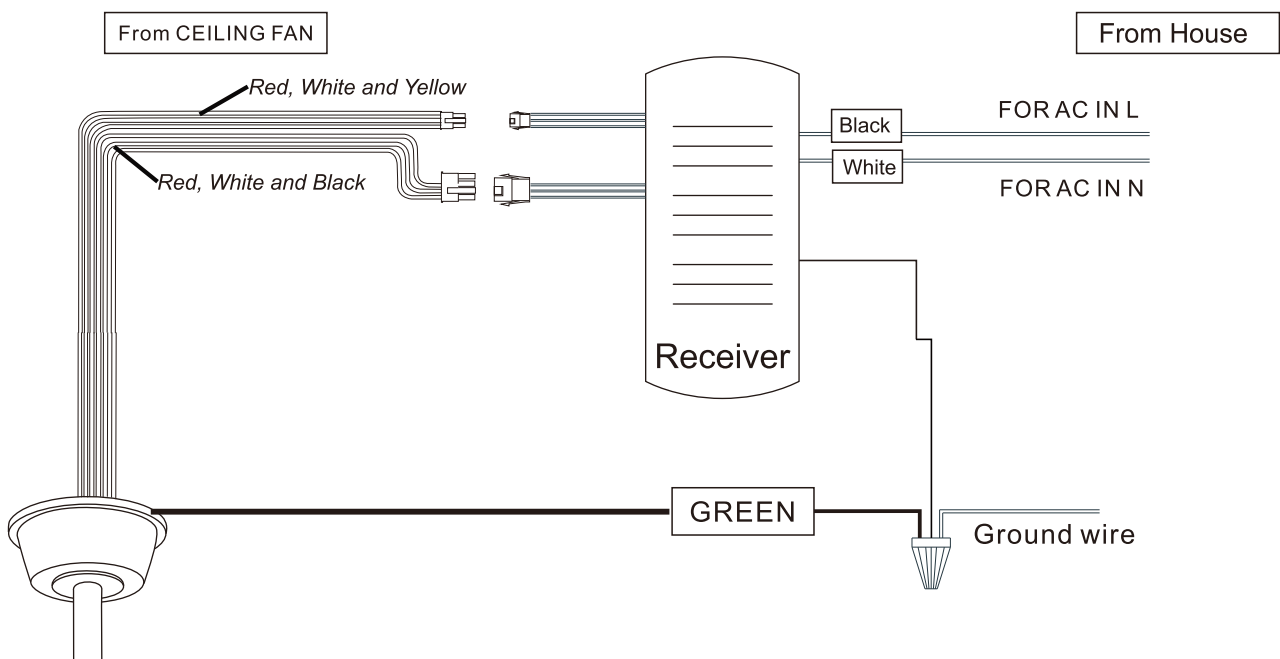 From CEILING FAN
From House
Red, White and Yellow
Red, White and Black
Black
FOR AC IN L
White
FOR AC IN N
Receiver
GREEN
Ground wire